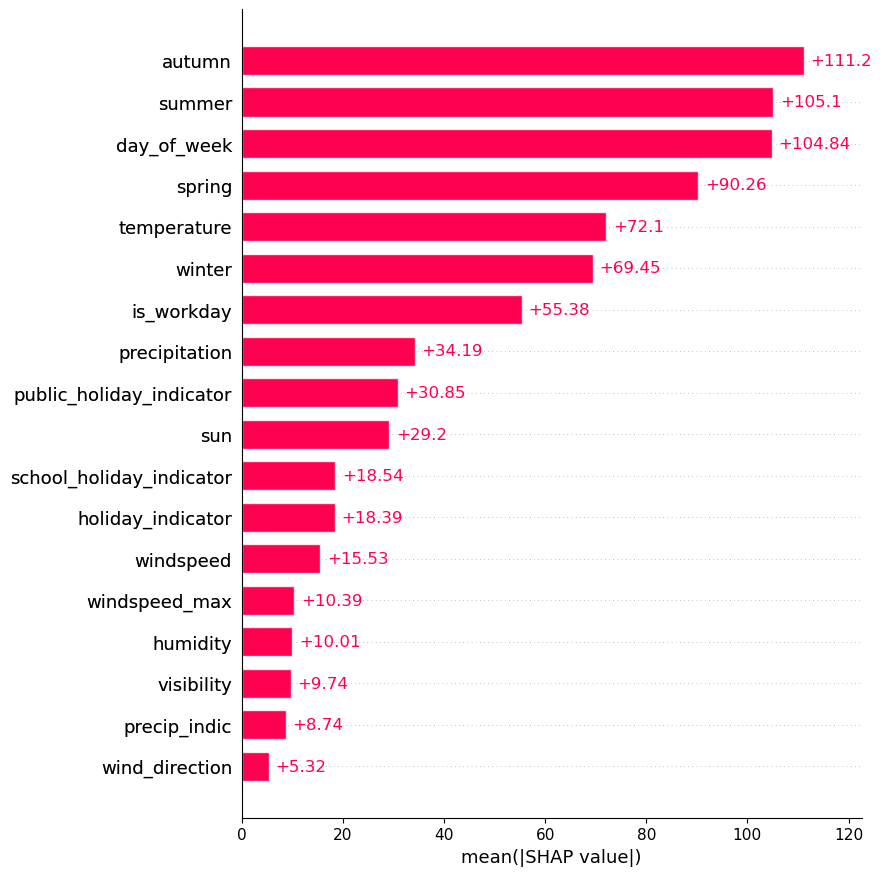 autumn +111.2
summer +105.1
day_of_week +104.84
spring +90.26
temperature +72.1
winter +69.45
is_workday +55.38
precipitation +34.19
public_holiday_indicator +30.85
sun +29.2
school_holiday_indicator +18.54
holiday_indicator +18.39
windspeed +15.53
windspeed_max +10.39
humidity +10.01
visibility +9.74
precip_indic +8.74
wind_direction +5.32
0 20 40 60 80 100 120
mean(|SHAP value|)